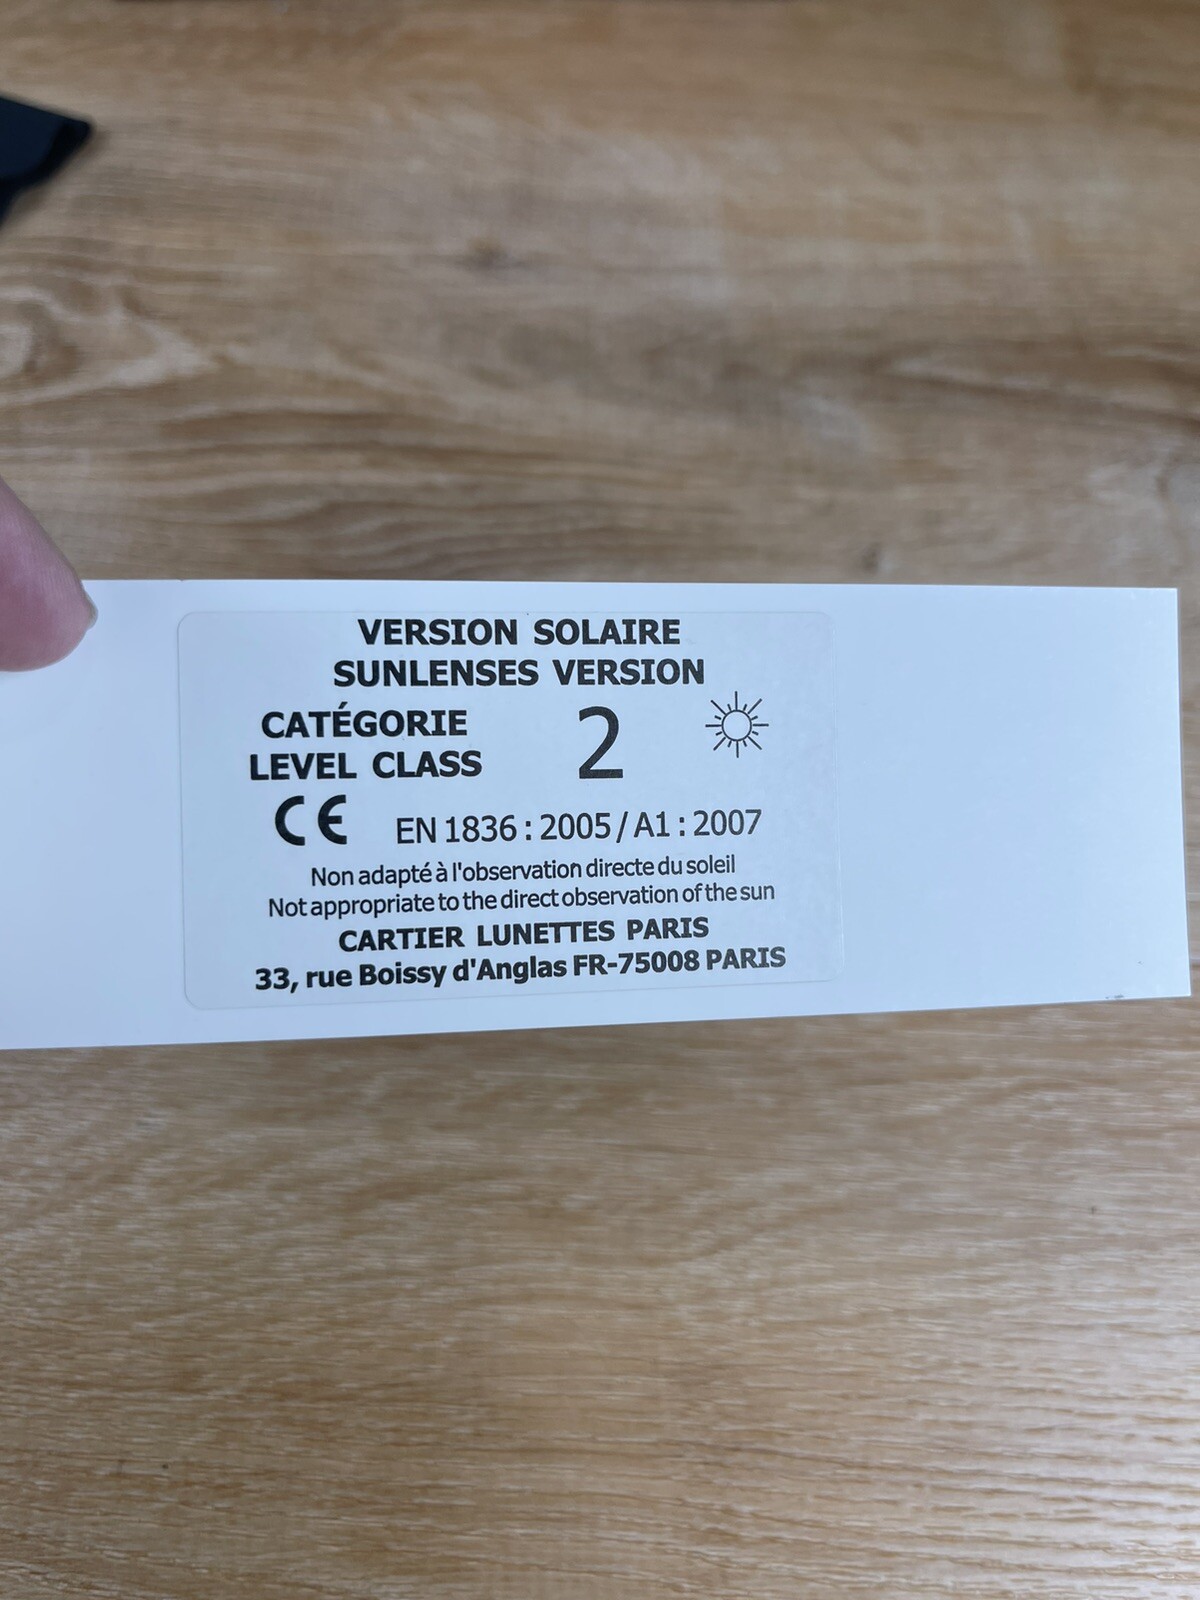 VERSION SOLAIRE
SUNLENSES VERSION
CATÉGORIE
LEVEL CLASS
2
CE EN 1836 : 2005 / A1 : 2007
Non adapté à l'observation directe du soleil
Not appropriate to the direct observation of the sun
CARTIER LUNETTES PARIS
33, rue Boissy d'Anglas FR-75008 PARIS